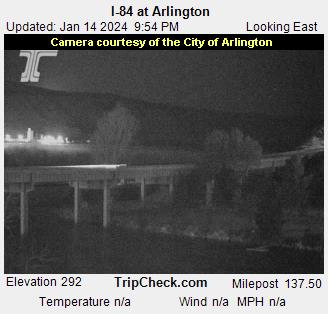 I-84 at Arlington
Updated: Jan 14 2024 9:54 PM Looking East
Camera courtesy of the City of Arlington
Elevation 292 TripCheck.com Milepost 137.50
Temperature n/a Wind n/a MPH n/a